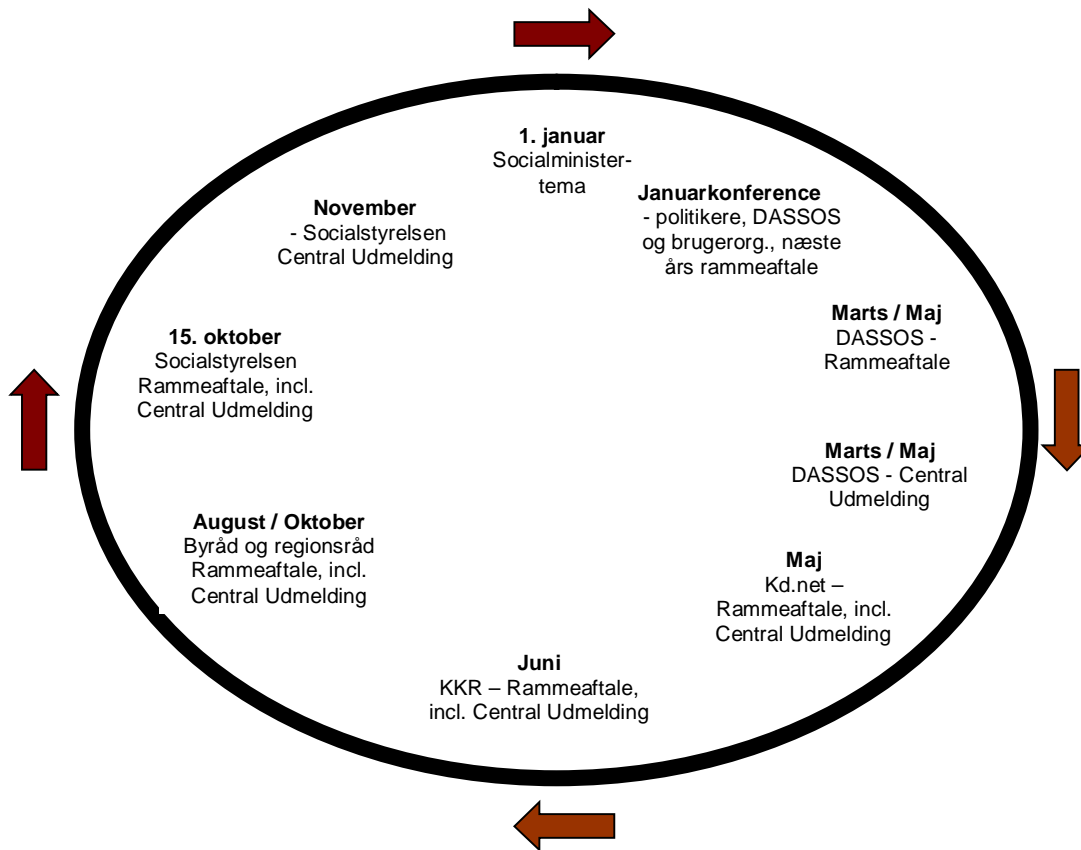 1. januar
Socialminister-
tema
Januarkonference
- politikere, DASSOS
og brugerorg., næste
års rammeaftale
Marts / Maj
DASSOS -
Rammeaftale
Marts / Maj
DASSOS - Central
Udmelding
Maj
Kd.net –
Rammeaftale, incl.
Central Udmelding
Juni
KKR – Rammeaftale,
incl. Central Udmelding
August / Oktober
Byråd og regionsråd
Rammeaftale, incl.
Central Udmelding
15. oktober
Socialstyrelsen
Rammeaftale, incl.
Central Udmelding
November
- Socialstyrelsen
Central Udmelding